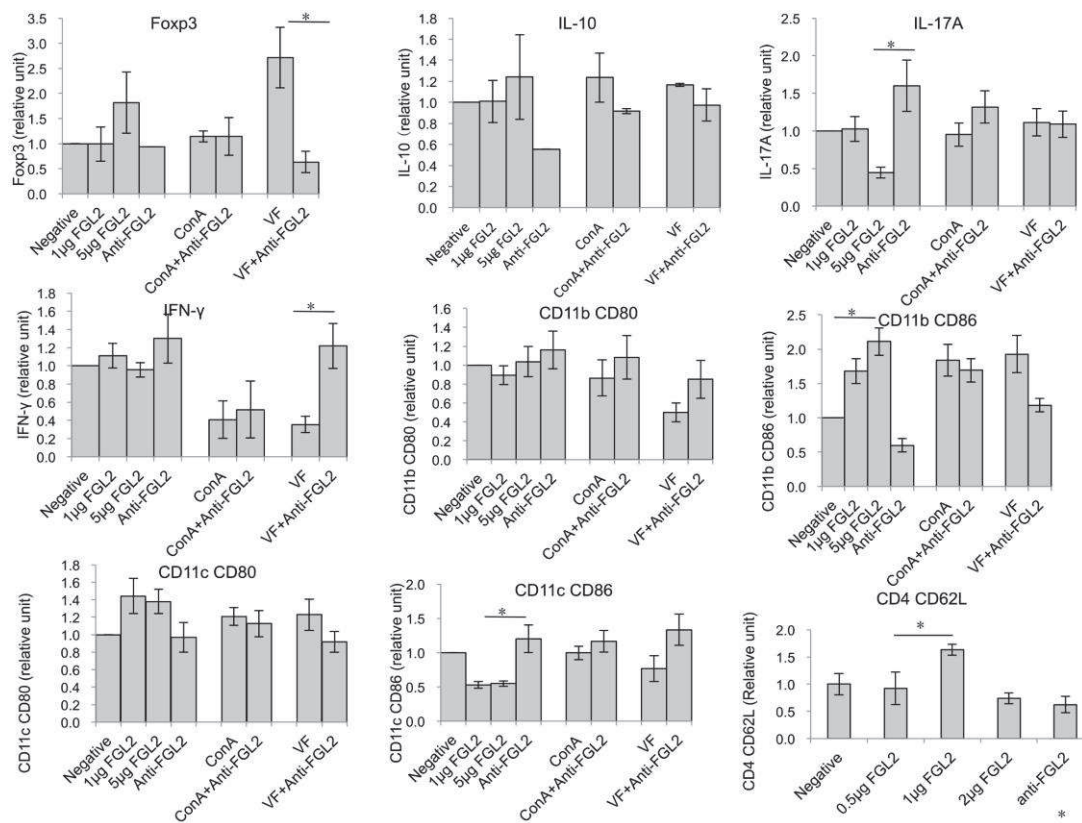 Foxp3
Foxp3 (relative unit)
3.5
3.0
2.5
2.0
1.5
1.0
0.5
0.0
*
Negative
1µg FGL2
5µg FGL2
Anti-FGL2
ConA
ConA+Anti-FGL2
VF
VF+Anti-FGL2
IL-10
IL-10 (relative unit)
1.8
1.6
1.4
1.2
1.0
0.8
0.6
0.4
0.2
0.0
Negative
1µg FGL2
5µg FGL2
Anti-FGL2
ConA
ConA+Anti-FGL2
VF
VF+Anti-FGL2
IL-17A
IL-17A (relative unit)
2.5
2.0
1.5
1.0
0.5
0.0
*
Negative
1µg FGL2
5µg FGL2
Anti-FGL2
ConA
ConA+Anti-FGL2
VF
VF+Anti-FGL2
IFN-γ
IFN-γ (relative unit)
1.8
1.6
1.4
1.2
1.0
0.8
0.6
0.4
0.2
0.0
*
Negative
1µg FGL2
5µg FGL2
Anti-FGL2
ConA
ConA+Anti-FGL2
VF
VF+Anti-FGL2
CD11b CD80
CD11b CD80 (relative unit)
1.8
1.6
1.4
1.2
1.0
0.8
0.6
0.4
0.2
0.0
Negative
1µg FGL2
5µg FGL2
Anti-FGL2
ConA
ConA+Anti-FGL2
VF
VF+Anti-FGL2
CD11b CD86
CD11b CD86 (relative unit)
2.5
2.0
1.5
1.0
0.5
0.0
*
Negative
1µg FGL2
5µg FGL2
Anti-FGL2
ConA
ConA+Anti-FGL2
VF
VF+Anti-FGL2
CD11c CD80
CD11c CD80 (relative unit)
1.8
1.6
1.4
1.2
1.0
0.8
0.6
0.4
0.2
0.0
Negative
1µg FGL2
5µg FGL2
Anti-FGL2
ConA
ConA+Anti-FGL2
VF
VF+Anti-FGL2
CD11c CD86
CD11c CD86 (relative unit)
2.0
1.5
1.0
0.5
0.0
*
Negative
1µg FGL2
5µg FGL2
Anti-FGL2
ConA
ConA+Anti-FGL2
VF
VF+Anti-FGL2
CD4 CD62L
CD4 CD62L (Relative unit)
2.0
1.5
1.0
0.5
0.0
*
Negative
0.5µg FGL2
1µg FGL2
2µg FGL2
anti-FGL2
*